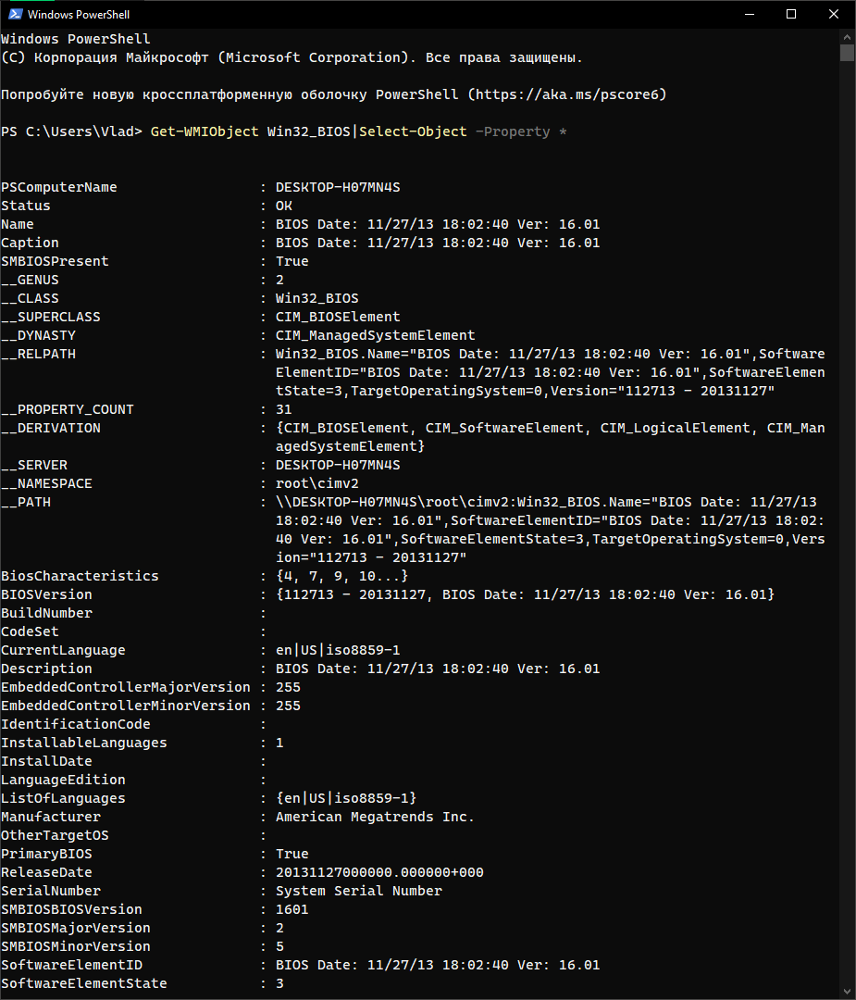 Windows PowerShell
Windows PowerShell
(C) Корпорация Майкрософт (Microsoft Corporation). Все права защищены.
Попробуйте новую кроссплатформенную оболочку PowerShell (https://aka.ms/pscore6)
PS C:\Users\Vlad> Get-WMIObject Win32_BIOS|Select-Object -Property *
PSComputerName : DESKTOP-H07MN4S
Status : OK
Name : BIOS Date: 11/27/13 18:02:40 Ver: 16.01
Caption : BIOS Date: 11/27/13 18:02:40 Ver: 16.01
SMBIOSPresent : True
__GENUS : 2
__CLASS : Win32_BIOS
__SUPERCLASS : CIM_BIOSElement
__DYNASTY : CIM_ManagedSystemElement
__RELPATH : Win32_BIOS.Name="BIOS Date: 11/27/13 18:02:40 Ver: 16.01",Software
ElementID="BIOS Date: 11/27/13 18:02:40 Ver: 16.01",SoftwareElemen
tState=3,TargetOperatingSystem=0,Version="112713 - 20131127"
__PROPERTY_COUNT : 31
__DERIVATION : {CIM_BIOSElement, CIM_SoftwareElement, CIM_LogicalElement, CIM_Man
agedSystemElement}
__SERVER : DESKTOP-H07MN4S
__NAMESPACE : root\cimv2
__PATH : \\DESKTOP-H07MN4S\root\cimv2:Win32_BIOS.Name="BIOS Date: 11/27/13
18:02:40 Ver: 16.01",SoftwareElementID="BIOS Date: 11/27/13 18:02:
40 Ver: 16.01",SoftwareElementState=3,TargetOperatingSystem=0,Vers
ion="112713 - 20131127"
BiosCharacteristics : {4, 7, 9, 10...}
BIOSVersion : {112713 - 20131127, BIOS Date: 11/27/13 18:02:40 Ver: 16.01}
BuildNumber :
CodeSet :
CurrentLanguage : en|US|iso8859-1
Description : BIOS Date: 11/27/13 18:02:40 Ver: 16.01
EmbeddedControllerMajorVersion : 255
EmbeddedControllerMinorVersion : 255
IdentificationCode :
InstallableLanguages : 1
InstallDate :
LanguageEdition :
ListOfLanguages : {en|US|iso8859-1}
Manufacturer : American Megatrends Inc.
OtherTargetOS :
PrimaryBIOS : True
ReleaseDate : 20131127000000.000000+000
SerialNumber : System Serial Number
SMBIOSBIOSVersion : 1601
SMBIOSMajorVersion : 2
SMBIOSMinorVersion : 5
SoftwareElementID : BIOS Date: 11/27/13 18:02:40 Ver: 16.01
SoftwareElementState : 3